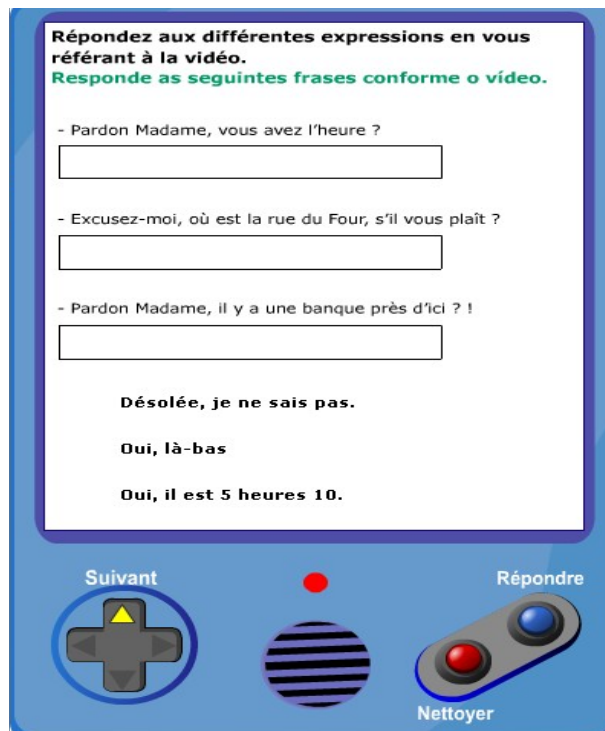 Répondez aux différentes expressions en vous
référant à la vidéo.
Responde as seguintes frases conforme o vídeo.
- Pardon Madame, vous avez l'heure ?
- Excusez-moi, où est la rue du Four, s'il vous plaît ?
- Pardon Madame, il y a une banque près d'ici ? !
Désolée, je ne sais pas.
Oui, là-bas
Oui, il est 5 heures 10.
Suivant
Répondre
Nettoyer